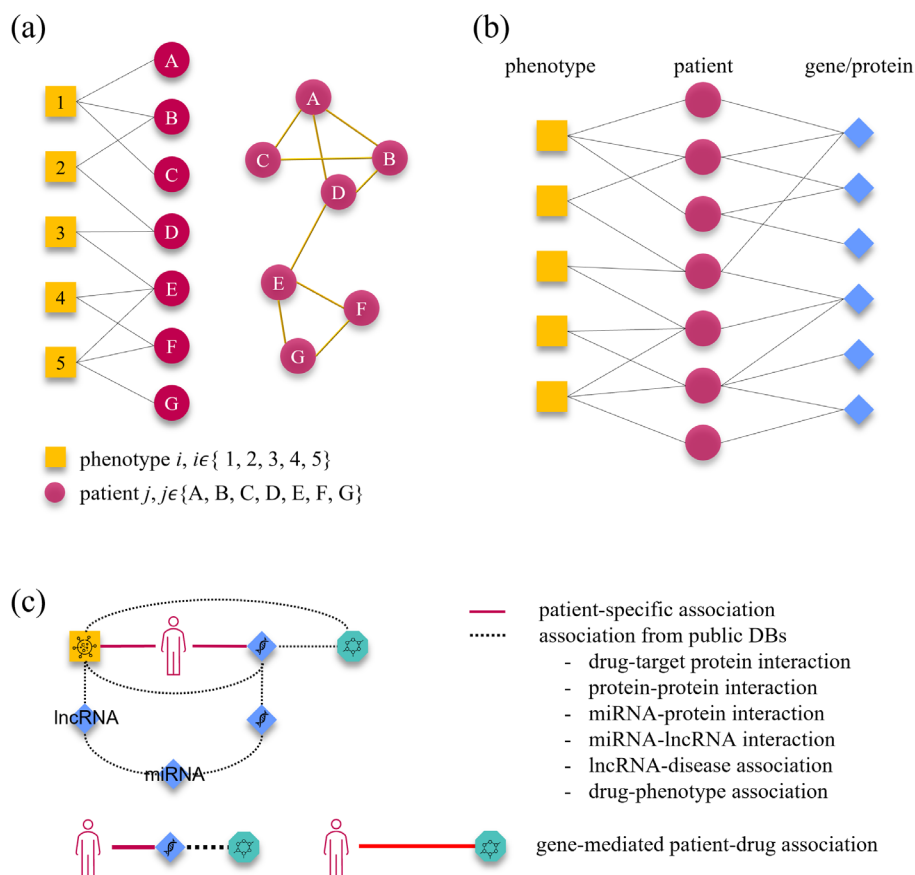 (a)
A
B
C
D
E
F
G
1
2
3
4
5
A
C
B
D
E
F
G
phenotype i, iϵ{ 1, 2, 3, 4, 5}
patient j, jϵ{A, B, C, D, E, F, G}
(b)
phenotype patient gene/protein
(c)
lncRNA
miRNA
patient-specific association
association from public DBs
- drug-target protein interaction
- protein-protein interaction
- miRNA-protein interaction
- miRNA-lncRNA interaction
- lncRNA-disease association
- drug-phenotype association
gene-mediated patient-drug association